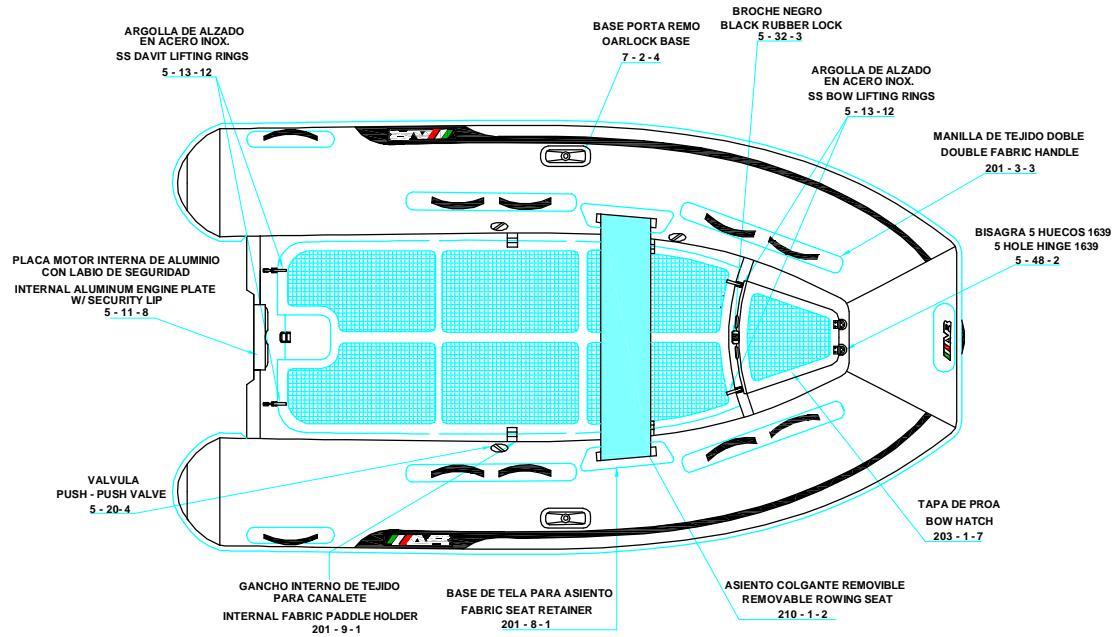 ARGOLLA DE ALZADO
EN ACERO INOX.
SS DAVIT LIFTING RINGS
5 - 13 - 12
BASE PORTA REMO
OARLOCK BASE
7 - 2 - 4
BROCHE NEGRO
BLACK RUBBER LOCK
5 - 32 - 3
ARGOLLA DE ALZADO
EN ACERO INOX.
SS BOW LIFTING RINGS
5 - 13 - 12
MANILLA DE TEJIDO DOBLE
DOUBLE FABRIC HANDLE
201 - 3 - 3
BISAGRA 5 HUECOS 1639
5 HOLE HINGE 1639
5 - 48 - 2
PLACA MOTOR INTERNA DE ALUMINIO
CON LABIO DE SEGURIDAD
INTERNAL ALUMINUM ENGINE PLATE
W/ SECURITY LIP
5 - 11 - 8
VALVULA
PUSH - PUSH VALVE
5 - 20 - 4
GANCHO INTERNO DE TEJIDO
PARA CANALETE
INTERNAL FABRIC PADDLE HOLDER
201 - 9 - 1
BASE DE TELA PARA ASIENTO
FABRIC SEAT RETAINER
201 - 8 - 1
ASIENTO COLGANTE REMOVIBLE
REMOVABLE ROWING SEAT
210 - 1 - 2
TAPA DE PROA
BOW HATCH
203 - 1 - 7